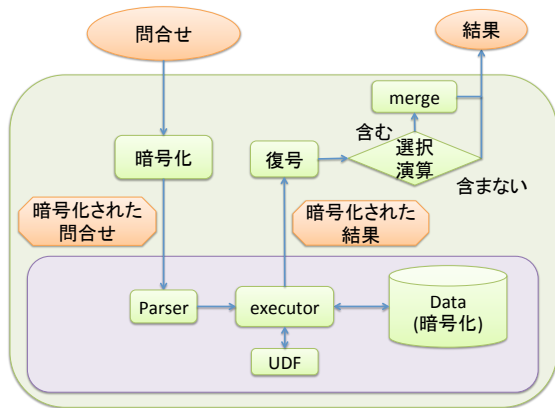 問合せ
結果
merge
含む
選択
演算
含まない
暗号化
復号
暗号化された
問合せ
暗号化された
結果
Parser
executor
Data
(暗号化)
UDF